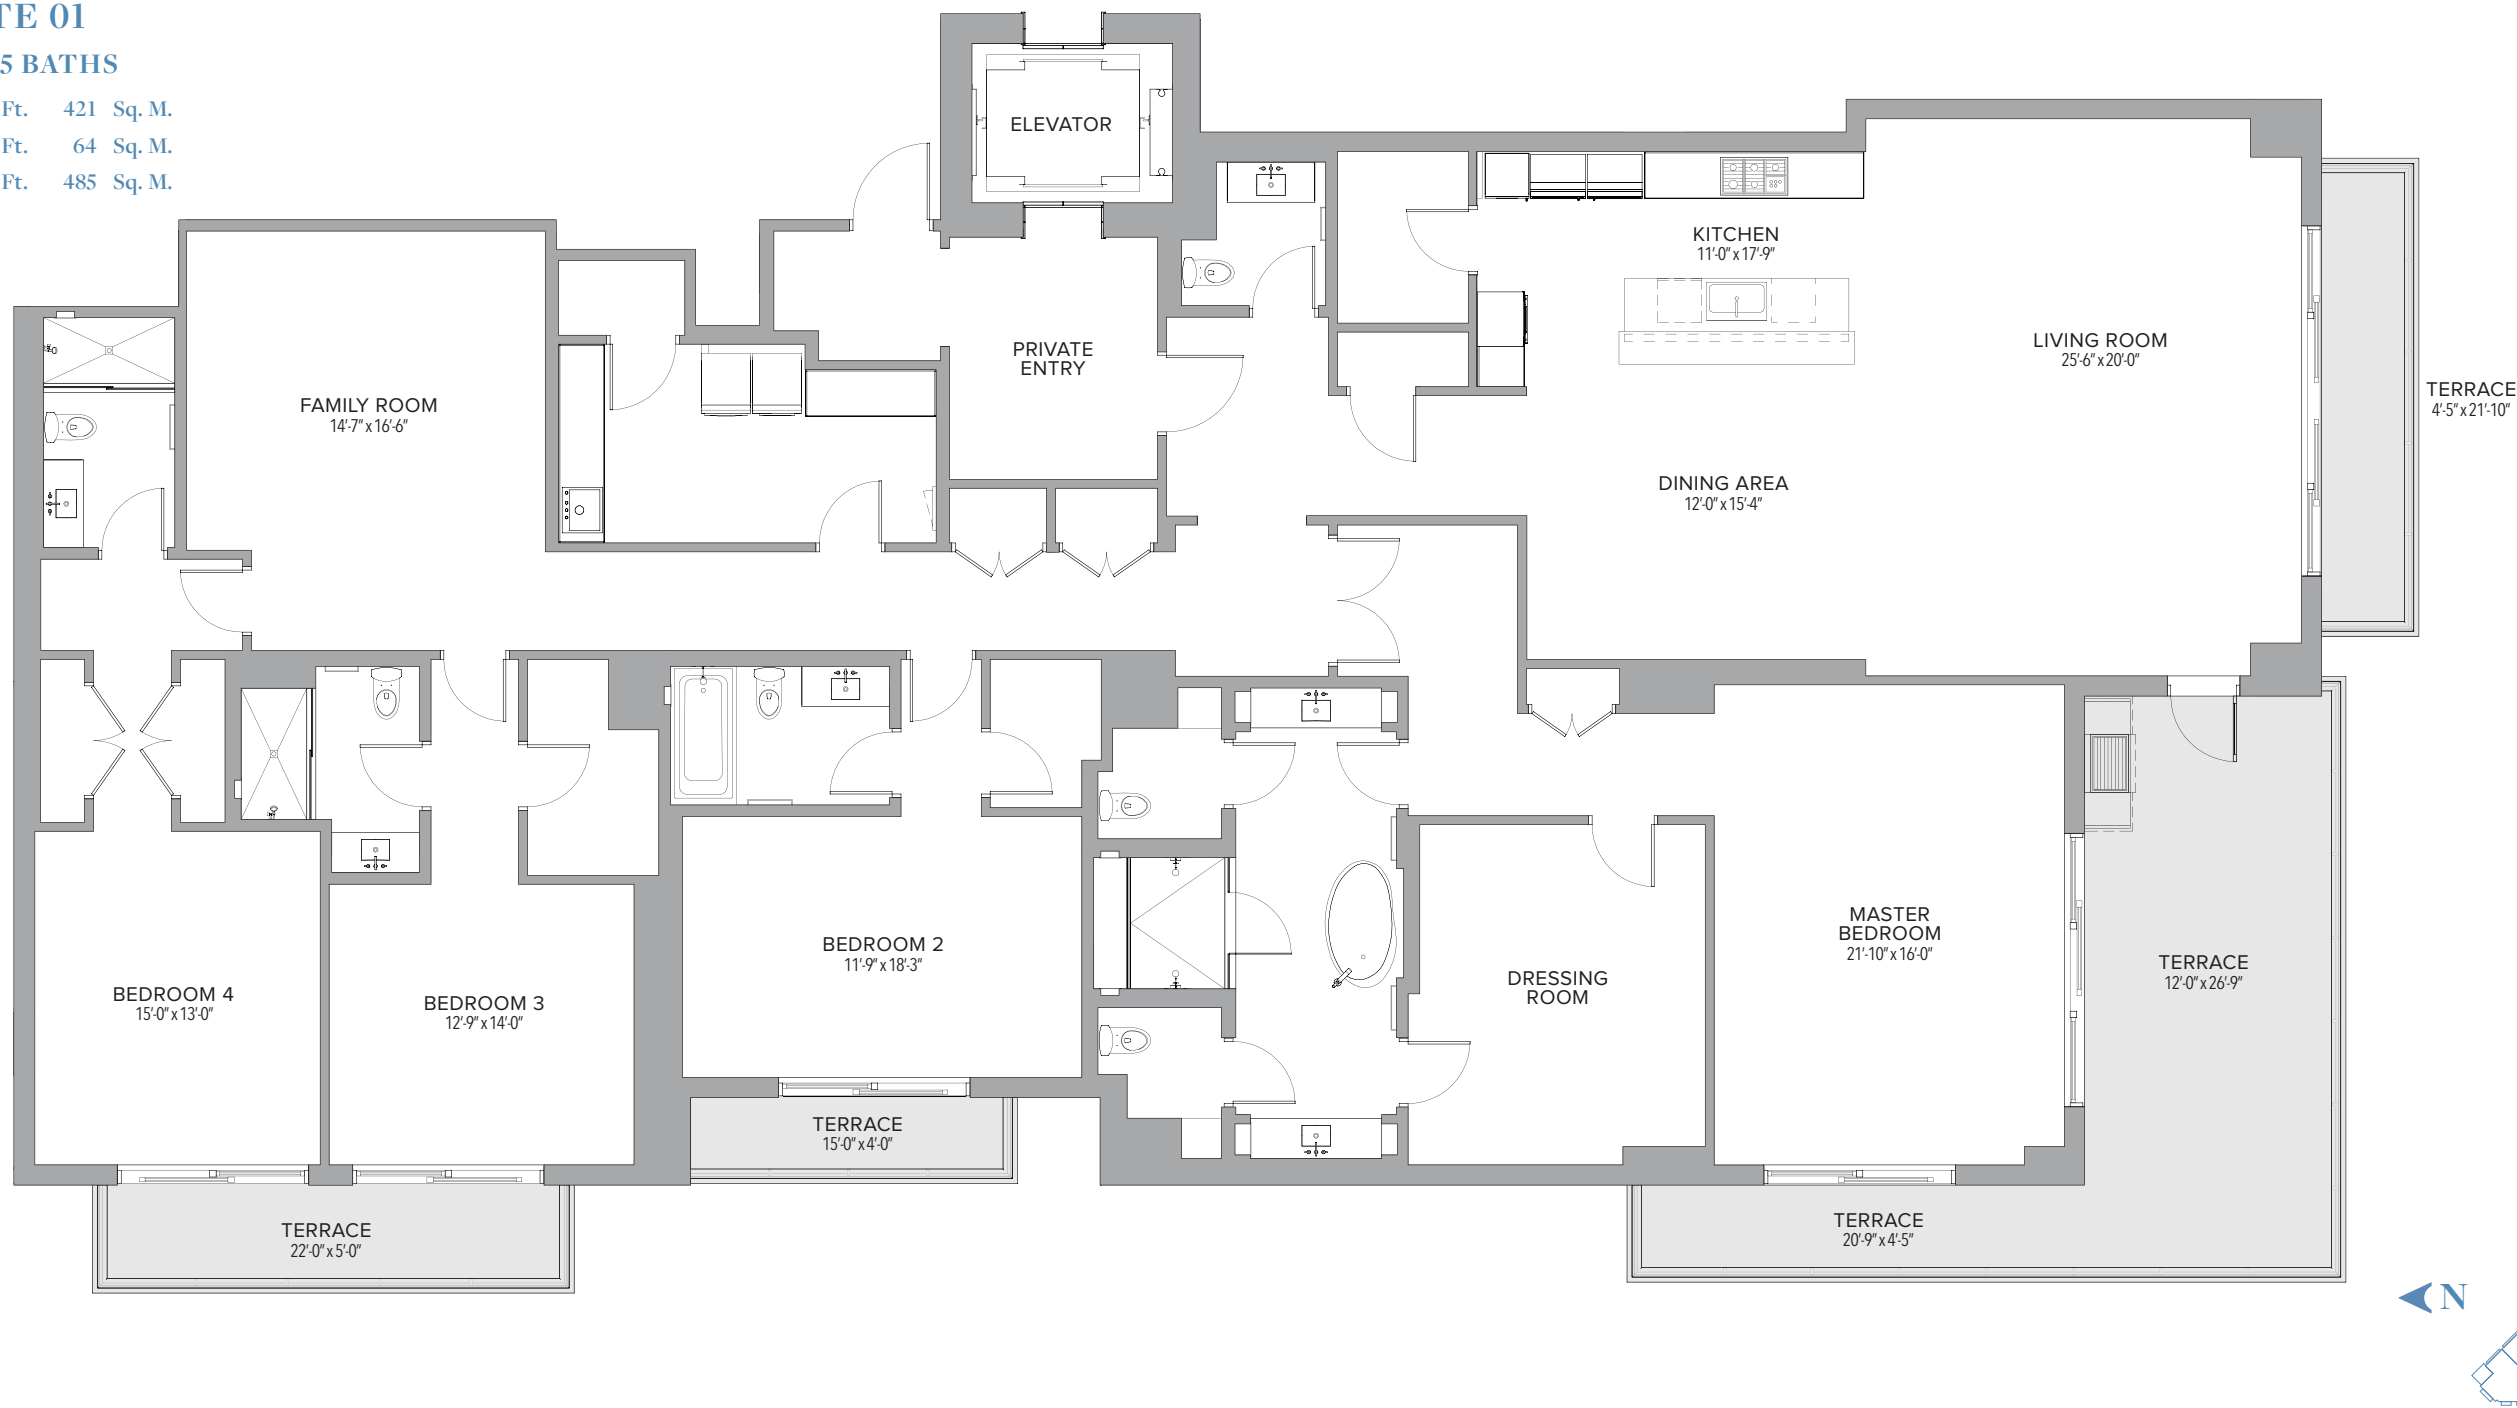 TE 01
5 BATHS
Ft. 421 Sq. M.
Ft. 64 Sq. M.
Ft. 485 Sq. M.
ELEVATOR
KITCHEN
11'-0" x 17'-9"
LIVING ROOM
25'-6" x 20'-0"
TERRACE
4'-5" x 21'-10"
PRIVATE
ENTRY
FAMILY ROOM
14'-7" x 16'-6"
DINING AREA
12'-0" x 15'-4"
MASTER
BEDROOM
21'-10" x 16'-0"
BEDROOM 2
11'-9" x 18'-3"
TERRACE
12'-0" x 26'-9"
DRESSING
ROOM
BEDROOM 4
15'-0" x 13'-0"
BEDROOM 3
12'-9" x 14'-0"
TERRACE
15'-0" x 4'-0"
TERRACE
20'-9" x 4'-5"
TERRACE
22'-0" x 5'-0"
N